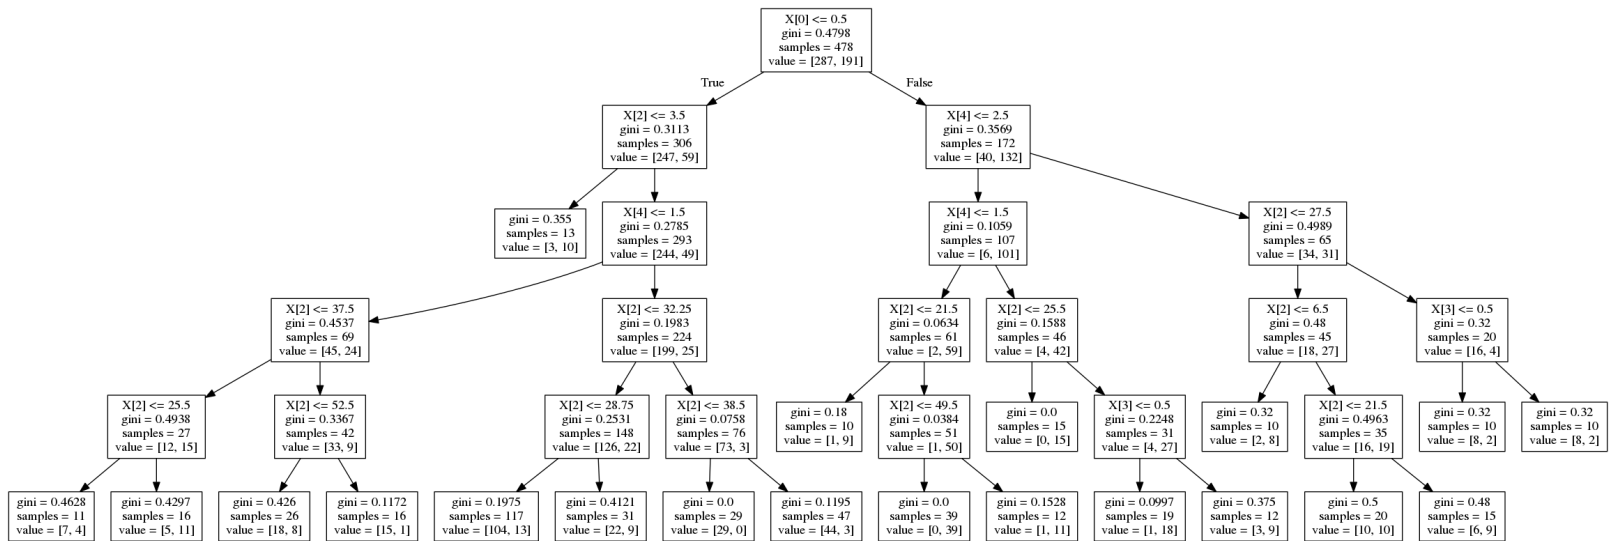 X[0] <= 0.5
gini = 0.4798
samples = 478
value = [287, 191]
True
False
X[2] <= 3.5
gini = 0.3113
samples = 306
value = [247, 59]
X[4] <= 2.5
gini = 0.3569
samples = 172
value = [40, 132]
gini = 0.355
samples = 13
value = [3, 10]
X[4] <= 1.5
gini = 0.2785
samples = 293
value = [244, 49]
X[4] <= 1.5
gini = 0.1059
samples = 107
value = [6, 101]
X[2] <= 27.5
gini = 0.4989
samples = 65
value = [34, 31]
X[2] <= 37.5
gini = 0.4537
samples = 69
value = [45, 24]
X[2] <= 32.25
gini = 0.1983
samples = 224
value = [199, 25]
X[2] <= 21.5
gini = 0.0634
samples = 61
value = [2, 59]
X[2] <= 25.5
gini = 0.1588
samples = 46
value = [4, 42]
X[2] <= 6.5
gini = 0.48
samples = 45
value = [18, 27]
X[3] <= 0.5
gini = 0.32
samples = 20
value = [16, 4]
X[2] <= 25.5
gini = 0.4938
samples = 27
value = [12, 15]
X[2] <= 52.5
gini = 0.3367
samples = 42
value = [33, 9]
X[2] <= 28.75
gini = 0.2531
samples = 148
value = [126, 22]
X[2] <= 38.5
gini = 0.0758
samples = 76
value = [73, 3]
gini = 0.18
samples = 10
value = [1, 9]
X[2] <= 49.5
gini = 0.0384
samples = 51
value = [1, 50]
gini = 0.0
samples = 15
value = [0, 15]
X[3] <= 0.5
gini = 0.2248
samples = 31
value = [4, 27]
gini = 0.32
samples = 10
value = [2, 8]
X[2] <= 21.5
gini = 0.4963
samples = 35
value = [16, 19]
gini = 0.32
samples = 10
value = [8, 2]
gini = 0.32
samples = 10
value = [8, 2]
gini = 0.4628
samples = 11
value = [7, 4]
gini = 0.4297
samples = 16
value = [5, 11]
gini = 0.426
samples = 26
value = [18, 8]
gini = 0.1172
samples = 16
value = [15, 1]
gini = 0.1975
samples = 117
value = [104, 13]
gini = 0.4121
samples = 31
value = [22, 9]
gini = 0.0
samples = 29
value = [29, 0]
gini = 0.1195
samples = 47
value = [44, 3]
gini = 0.0
samples = 39
value = [0, 39]
gini = 0.1528
samples = 12
value = [1, 11]
gini = 0.0997
samples = 19
value = [1, 18]
gini = 0.375
samples = 12
value = [3, 9]
gini = 0.5
samples = 20
value = [10, 10]
gini = 0.48
samples = 15
value = [6, 9]